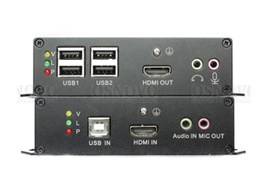 V
L
P
USB1
USB2
HDMI OUT
V
L
P
USB IN
HDMI IN
Audio IN
MIC OUT